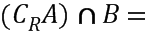 (C_R A) ∩ B =